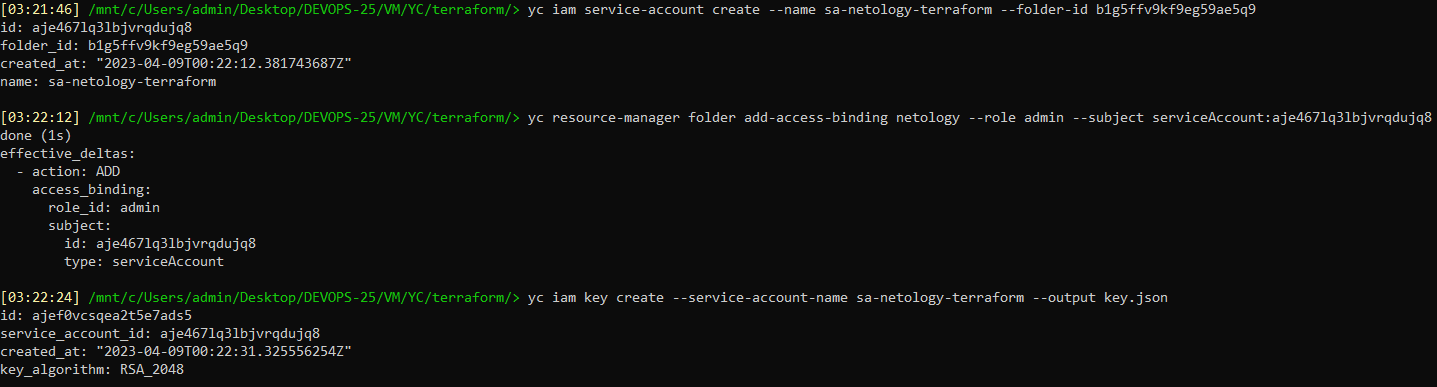 [03:21:46] /mnt/c/Users/admin/Desktop/DEVOPS-25/VM/YC/terraform/> yc iam service-account create --name sa-netology-terraform --folder-id b1g5ffv9kf9eg59ae5q9
id: aje467lq3lbjvrqdujq8
folder_id: b1g5ffv9kf9eg59ae5q9
created_at: "2023-04-09T00:22:12.381743687Z"
name: sa-netology-terraform
[03:22:12] /mnt/c/Users/admin/Desktop/DEVOPS-25/VM/YC/terraform/> yc resource-manager folder add-access-binding netology --role admin --subject serviceAccount:aje467lq3lbjvrqdujq8
done (1s)
effective_deltas:
  - action: ADD
    access_binding:
      role_id: admin
      subject:
        id: aje467lq3lbjvrqdujq8
        type: serviceAccount
[03:22:24] /mnt/c/Users/admin/Desktop/DEVOPS-25/VM/YC/terraform/> yc iam key create --service-account-name sa-netology-terraform --output key.json
id: ajef0vcsqea2t5e7ads5
service_account_id: aje467lq3lbjvrqdujq8
created_at: "2023-04-09T00:22:31.325556254Z"
key_algorithm: RSA_2048